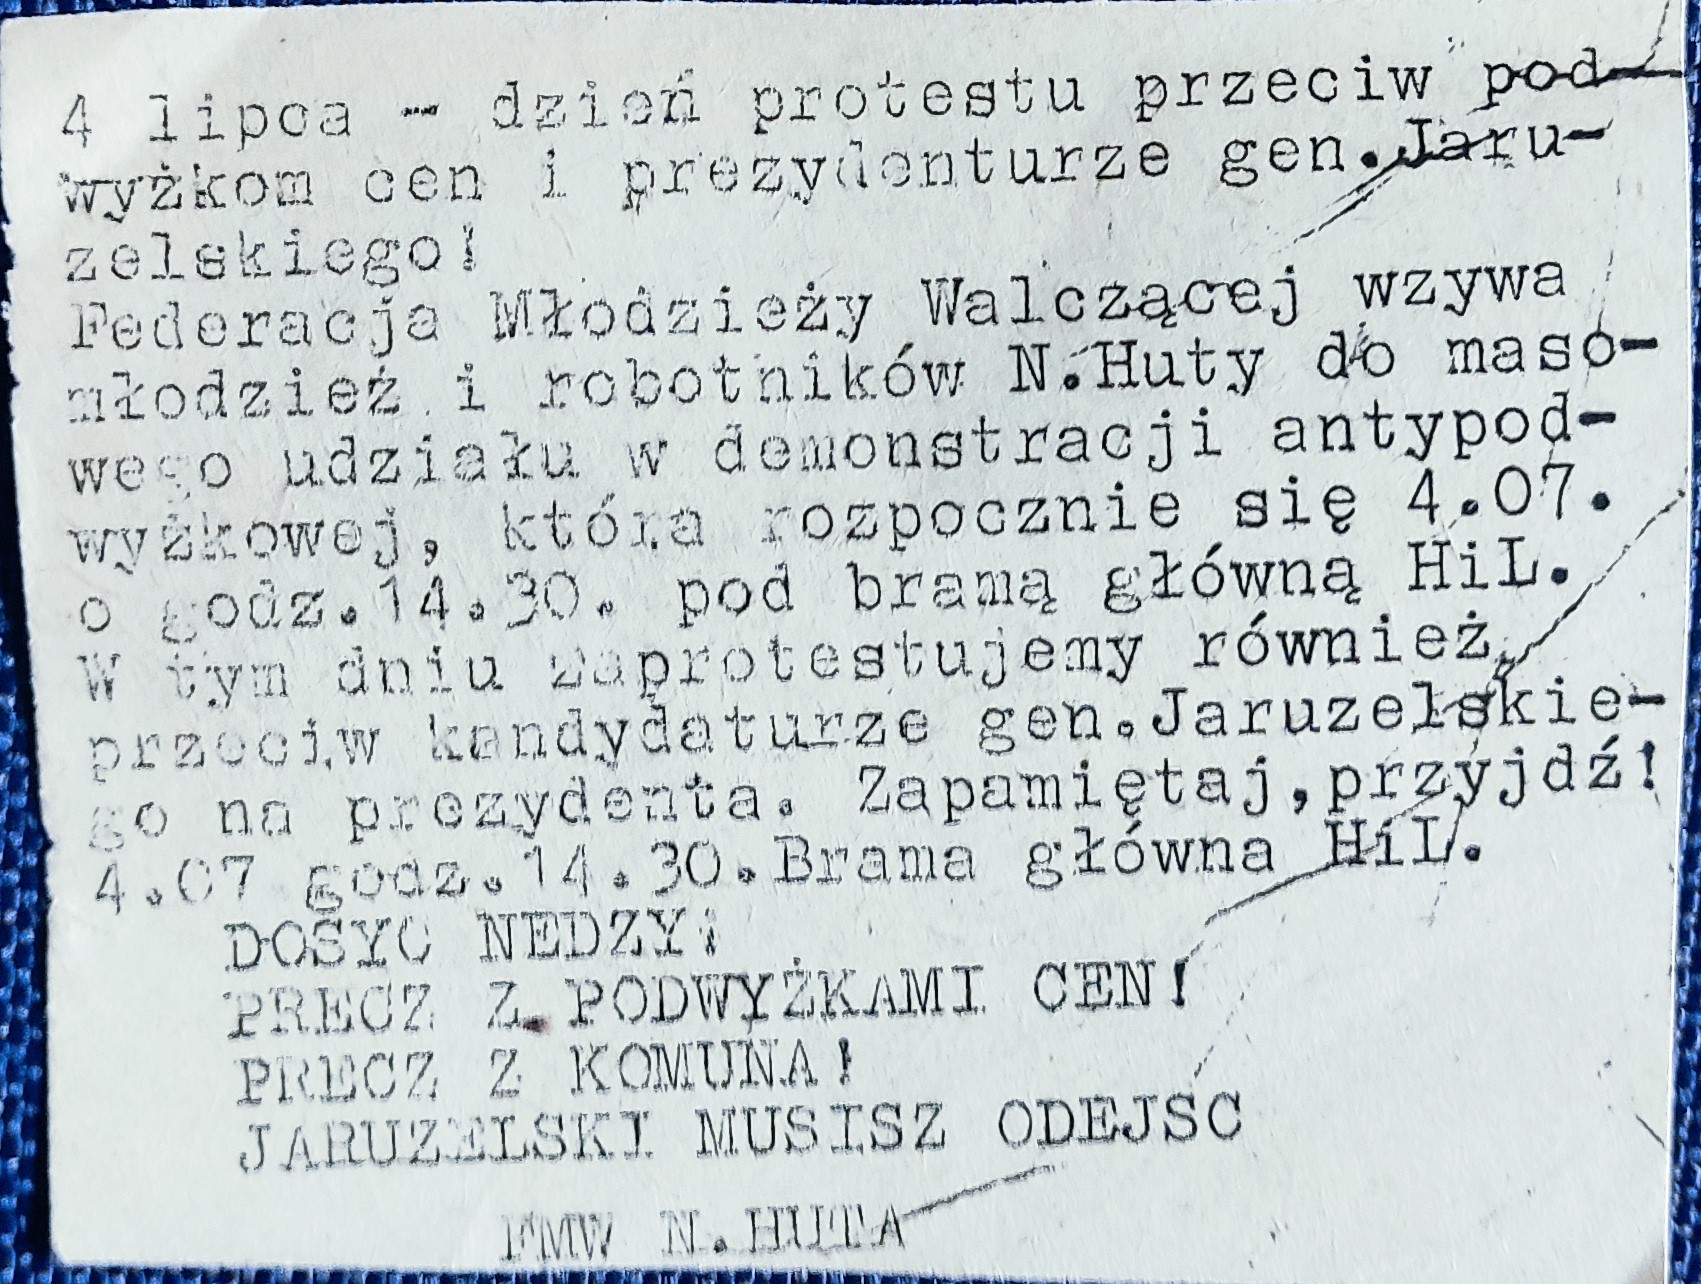 4 lipca - dzień protestu przeciw pod-
wyżkom cen i prezydenturze gen.Jaru-
zelskiego!
Federacja Młodzieży Walczącej wzywa
młodzież i robotników N.Huty do maso-
wego udziału w demonstracji antypod-
wyżkowej, która rozpocznie się 4.07.
o godz.14.30. pod bramą główną HiL.
W tym dniu zaprotestujemy również
przeciw kandydaturze gen.Jaruzelskie-
go na prezydenta. Zapamiętaj,przyjdź!
4.07 godz.14.30.Brama główna HiL.
DOŚYC NEDZY!
PRECZ Z PODWYŻKAMI CEN!
PRECZ Z KOMUNA!
JARUZELSKI MUSISZ ODEJSC
FMW N.HUTA